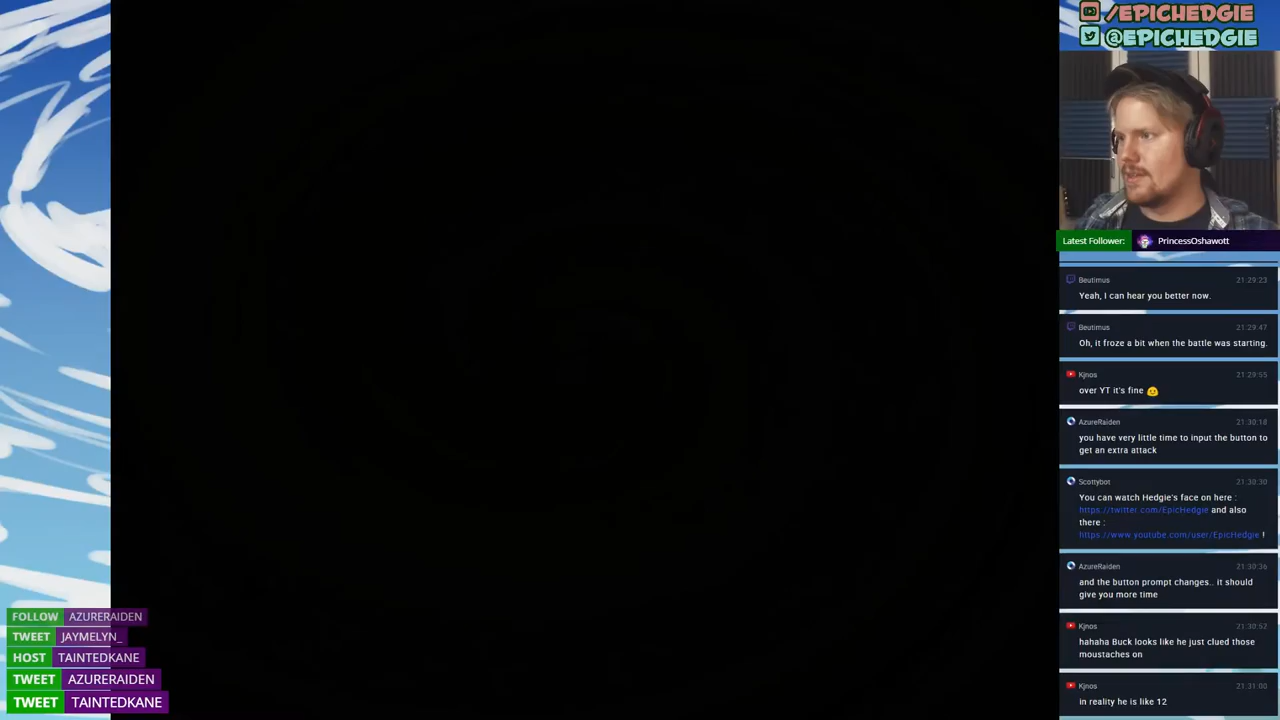 /EPICHEDGIE
@EPICHEDGIE
Latest Follower: PrincessOshawott
Beutimus 21:29:23
Yeah, I can hear you better now.
Beutimus 21:29:47
Oh, it froze a bit when the battle was starting.
Kjnos 21:29:55
over YT it's fine
AzureRaiden 21:30:18
you have very little time to input the button to
get an extra attack
Scottybot 21:30:30
You can watch Hedgie's face on here :
https://twitter.com/EpicHedgie and also
there :
https://www.youtube.com/user/EpicHedgie !
AzureRaiden 21:30:36
and the button prompt changes.. it should
give you more time
Kjnos 21:30:52
hahaha Buck looks like he just clued those
moustaches on
Kjnos 21:31:00
in reality he is like 12
FOLLOW AZURERAIDEN
TWEET JAYMELYN_
HOST TAINTEDKANE
TWEET AZURERAIDEN
TWEET TAINTEDKANE